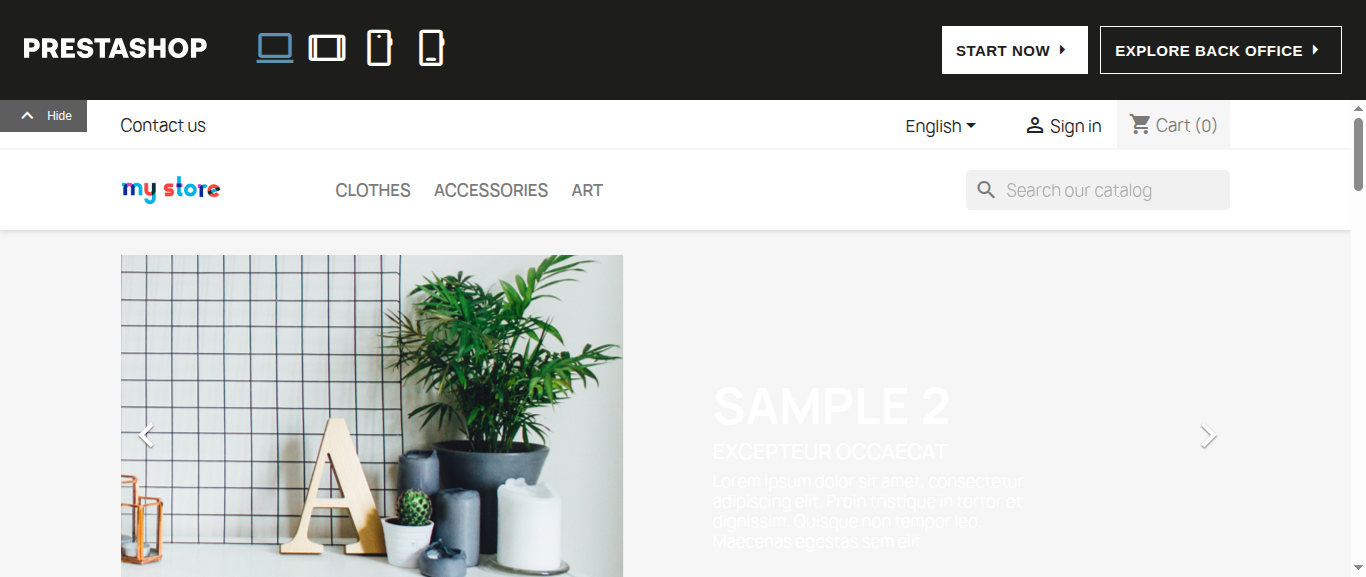 PRESTASHOP
START NOW
EXPLORE BACK OFFICE
Hide
Contact us
English
Sign in
Cart (0)
my store
CLOTHES
ACCESSORIES
ART
Search our catalog
A
SAMPLE 2
EXCEPTEUR OCCAECAT
Lorem ipsum dolor sit amet, consectetur
adipiscing elit. Proin tristique in tortor et
dignissim. Quisque non tempor leo.
Maecenas egestas sem elit